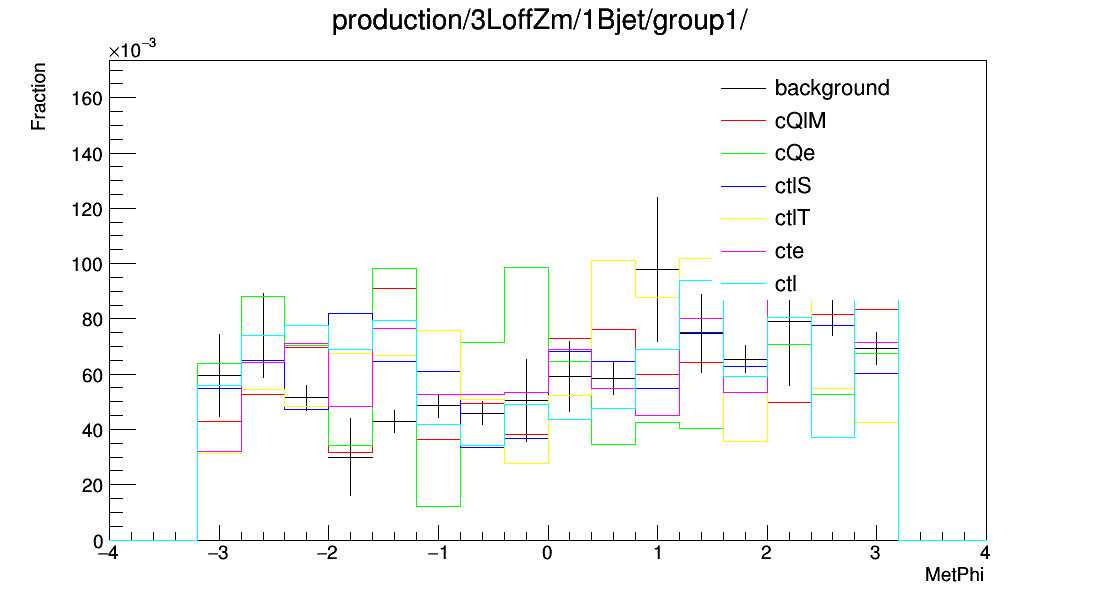 production/3LoffZm/1Bjet/group1/
×10−3
Fraction
160
140
120
100
80
60
40
20
0
background
cQlM
cQe
ctlS
ctlT
cte
ctl
−4 −3 −2 −1 0 1 2 3 4
MetPhi